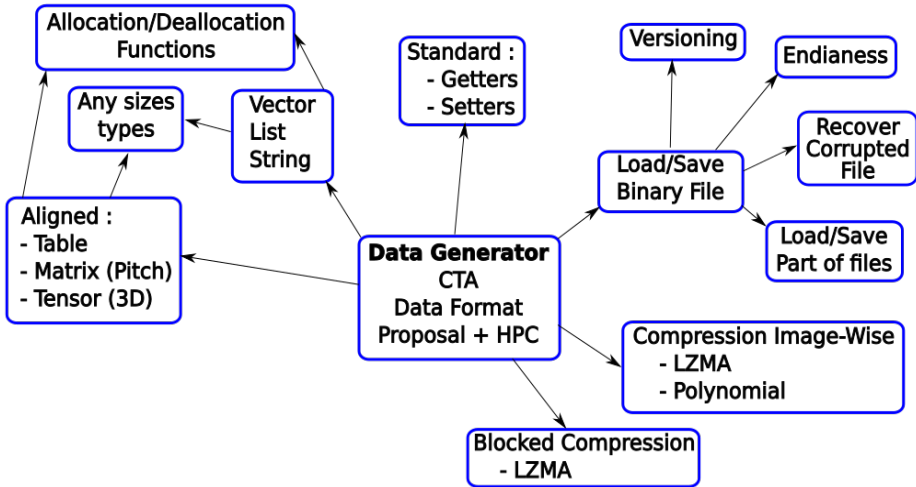 Allocation/Deallocation
Functions
Any sizes
types
Vector
List
String
Aligned :
- Table
- Matrix (Pitch)
- Tensor (3D)
Standard :
- Getters
- Setters
Versioning
Endianess
Recover
Corrupted
File
Load/Save
Binary File
Load/Save
Part of files
Data Generator
CTA
Data Format
Proposal + HPC
Compression Image-Wise
- LZMA
- Polynomial
Blocked Compression
- LZMA